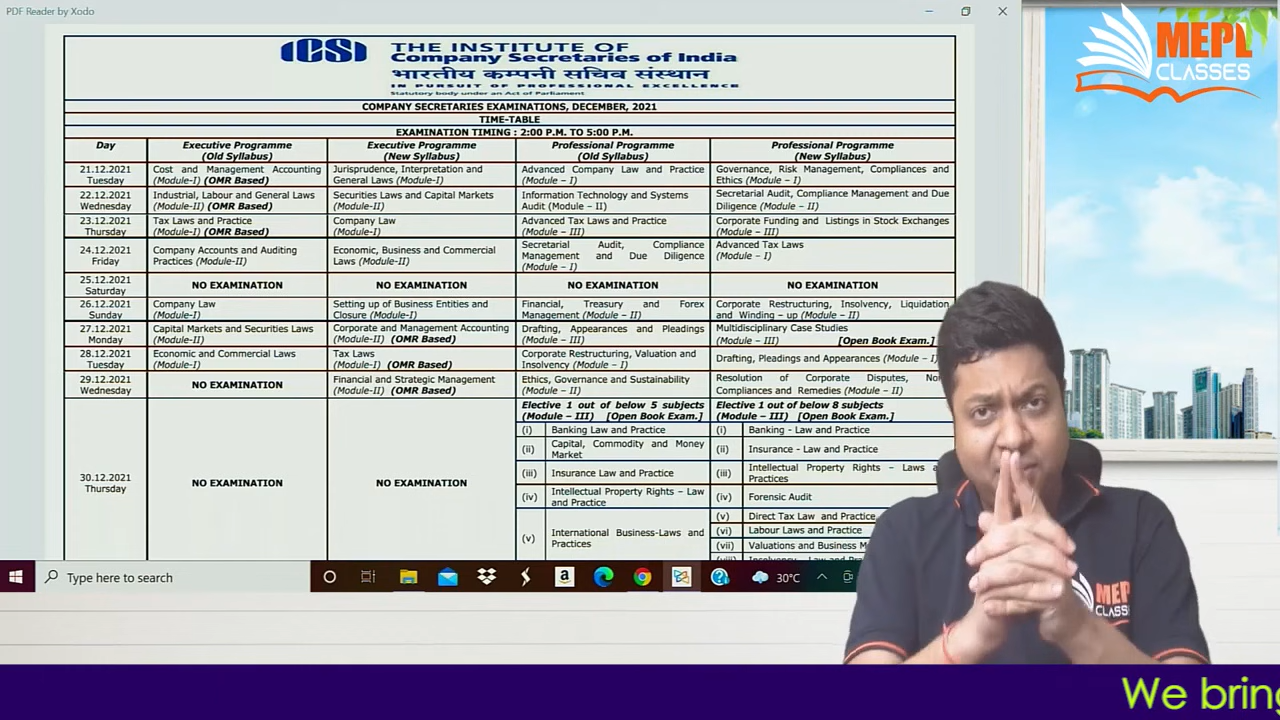 PDF Reader by Xodo
MEPL
CLASSES
ICSI
THE INSTITUTE OF
Company Secretaries of India
भारतीय कम्पनी सचिव संस्थान
IN PURSUIT OF PROFESSIONAL EXCELLENCE
Statutory body under an Act of Parliament
COMPANY SECRETARIES EXAMINATIONS, DECEMBER, 2021
TIME-TABLE
EXAMINATION TIMING : 2:00 P.M. TO 5:00 P.M.
Day
Executive Programme
(Old Syllabus)
Executive Programme
(New Syllabus)
Professional Programme
(Old Syllabus)
Professional Programme
(New Syllabus)
21.12.2021
Tuesday
Cost and Management Accounting
(Module-I) (OMR Based)
Jurisprudence, Interpretation and
General Laws (Module-I)
Advanced Company Law and Practice
(Module – I)
Governance, Risk Management, Compliances and
Ethics (Module – I)
22.12.2021
Wednesday
Industrial, Labour and General Laws
(Module-II) (OMR Based)
Securities Laws and Capital Markets
(Module-II)
Information Technology and Systems
Audit (Module – II)
Secretarial Audit, Compliance Management and Due
Diligence (Module – II)
23.12.2021
Thursday
Tax Laws and Practice
(Module-I) (OMR Based)
Company Law
(Module-I)
Advanced Tax Laws and Practice
(Module – III)
Corporate Funding and Listings in Stock Exchanges
(Module – III)
24.12.2021
Friday
Company Accounts and Auditing
Practices (Module-II)
Economic, Business and Commercial
Laws (Module-II)
Secretarial Audit, Compliance
Management and Due Diligence
(Module – I)
Advanced Tax Laws
(Module – I)
25.12.2021
Saturday
NO EXAMINATION
NO EXAMINATION
NO EXAMINATION
NO EXAMINATION
26.12.2021
Sunday
Company Law
(Module-I)
Setting up of Business Entities and
Closure (Module-I)
Financial, Treasury and Forex
Management (Module – II)
Corporate Restructuring, Insolvency, Liquidation
and Winding – up (Module – II)
27.12.2021
Monday
Capital Markets and Securities Laws
(Module-II)
Corporate and Management Accounting
(Module-II) (OMR Based)
Drafting, Appearances and Pleadings
(Module – III)
Multidisciplinary Case Studies
(Module – III) [Open Book Exam.]
28.12.2021
Tuesday
Economic and Commercial Laws
(Module-I)
Tax Laws
(Module-I) (OMR Based)
Corporate Restructuring, Valuation and
Insolvency (Module – I)
Drafting, Pleadings and Appearances (Module – I)
29.12.2021
Wednesday
NO EXAMINATION
Financial and Strategic Management
(Module-II) (OMR Based)
Ethics, Governance and Sustainability
(Module – II)
Resolution of Corporate Disputes,
Compliances and Remedies (Module – II)
30.12.2021
Thursday
NO EXAMINATION
NO EXAMINATION
Elective 1 out of below 5 subjects
(Module – III) [Open Book Exam.]
(i) Banking Law and Practice
(ii) Capital, Commodity and Money
Market
(iii) Insurance Law and Practice
(iv) Intellectual Property Rights – Law
and Practice
(v) International Business-Laws and
Practices
Elective 1 out of below 8 subjects
(Module – III) [Open Book Exam.]
(i) Banking - Law and Practice
(ii) Insurance - Law and Practice
(iii) Intellectual Property Rights – Laws
Practices
(iv) Forensic Audit
(v) Direct Tax Law and Practice
(vi) Labour Laws and Practice
(vii) Valuations and Business
Type here to search
30°C
MEPL
CLASS
We bring